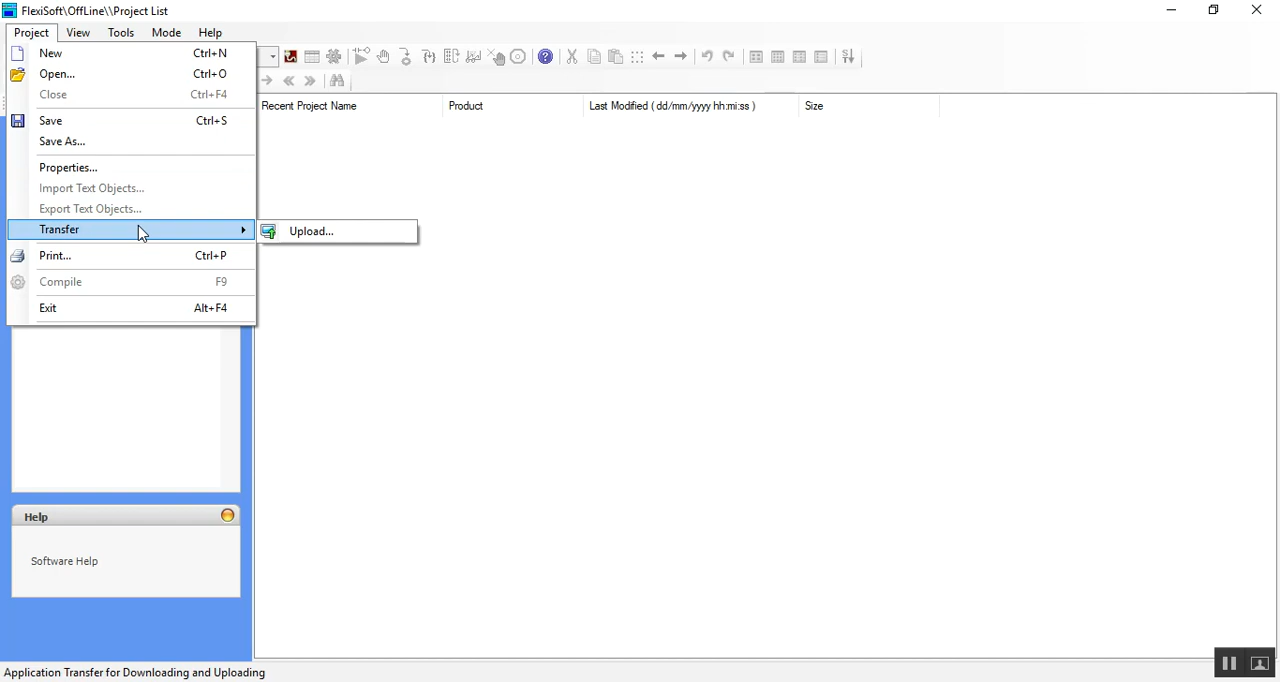 FlexiSoft\OffLine\\Project List
Project View Tools Mode Help
New Ctrl+N
Open... Ctrl+O
Close Ctrl+F4
Save Ctrl+S
Save As...
Properties...
Import Text Objects...
Export Text Objects...
Transfer
Upload...
Print... Ctrl+P
Compile F9
Exit Alt+F4
Recent Project Name Product Last Modified ( dd/mm/yyyy hh:mi:ss ) Size
Help
Software Help
Application Transfer for Downloading and Uploading